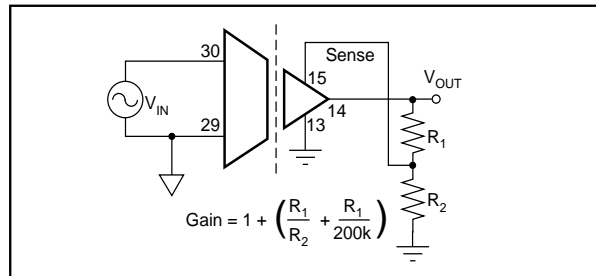 30
15
Sense
V_OUT
14
V_IN
29
13
R_1
R_2
Gain = 1 + ( R_1/R_2 + R_1/200k )